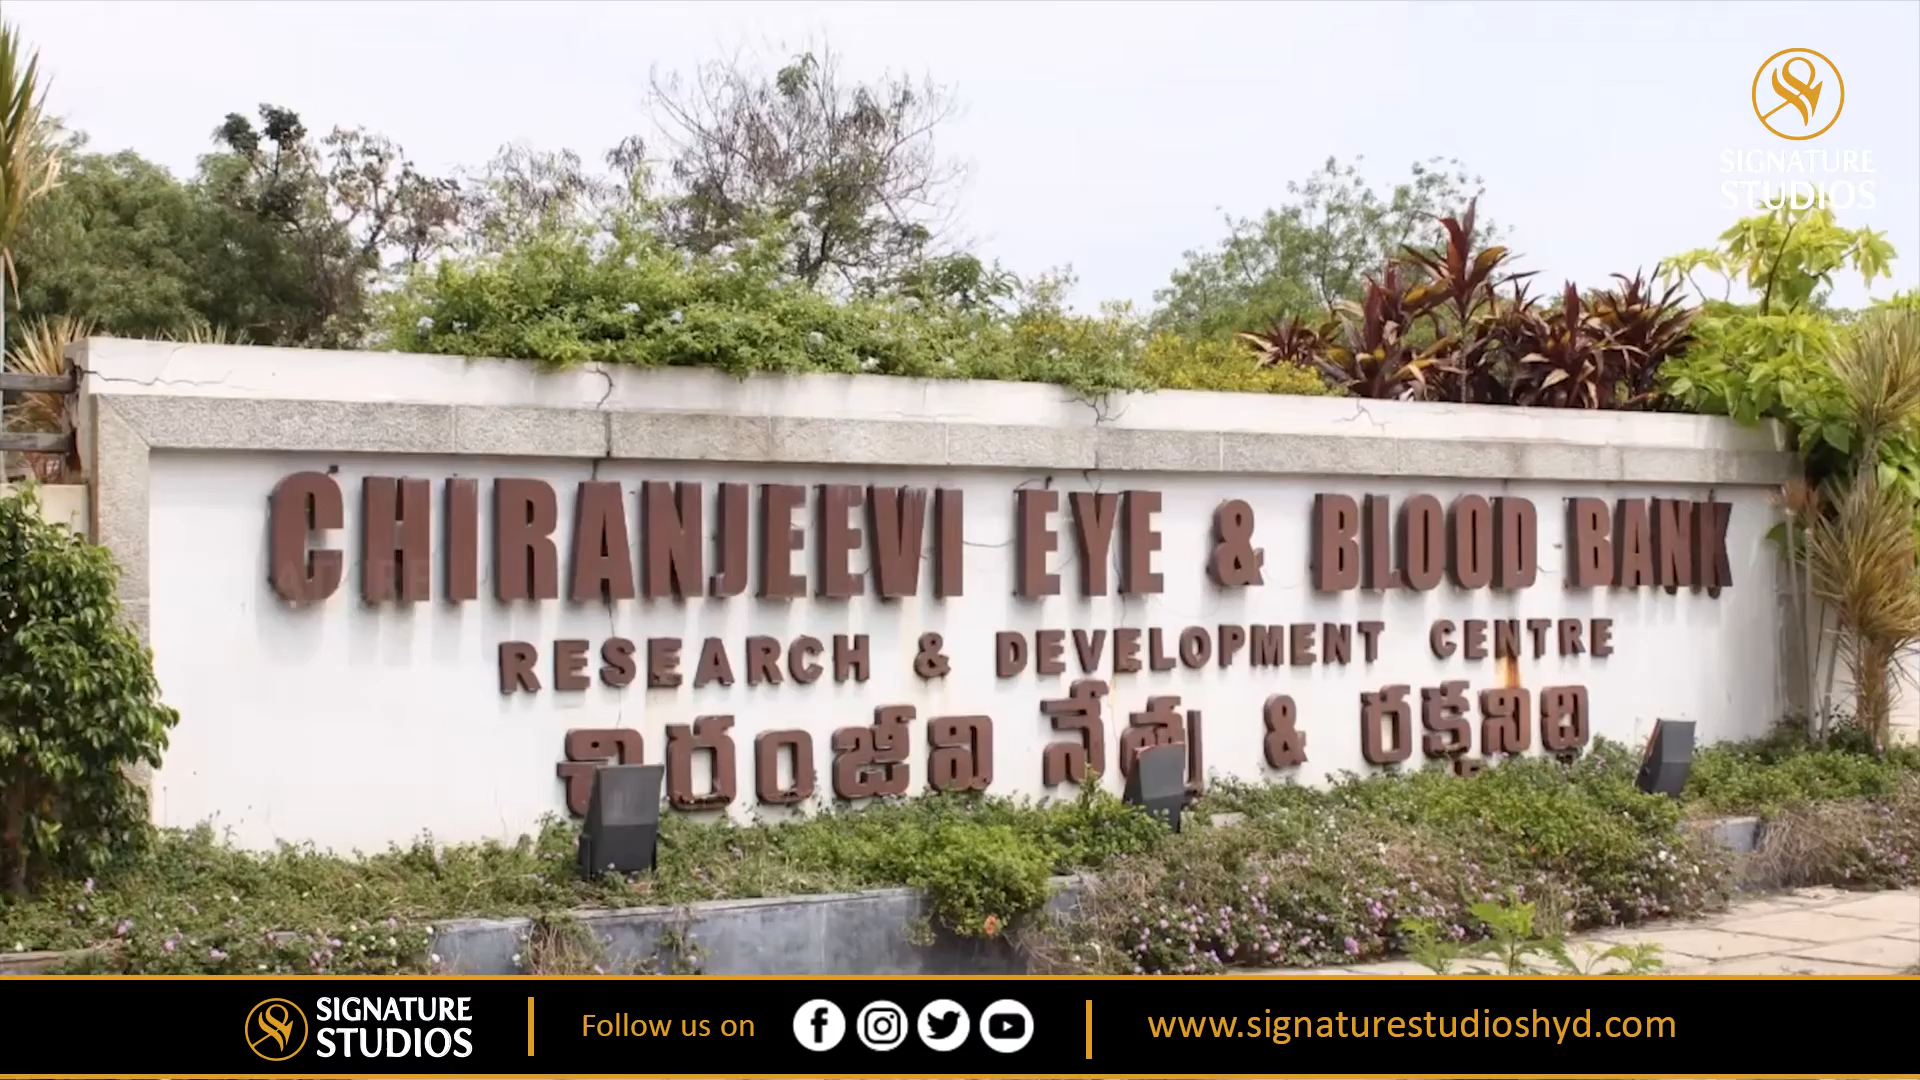 SIGNATURE
STUDIOS
CHIRANJEEVI EYE & BLOOD BANK
RESEARCH & DEVELOPMENT CENTRE
చిరంజీవి నేత్ర & రక్తనిధి
SIGNATURE
STUDIOS
Follow us on
www.signaturestudioshyd.com